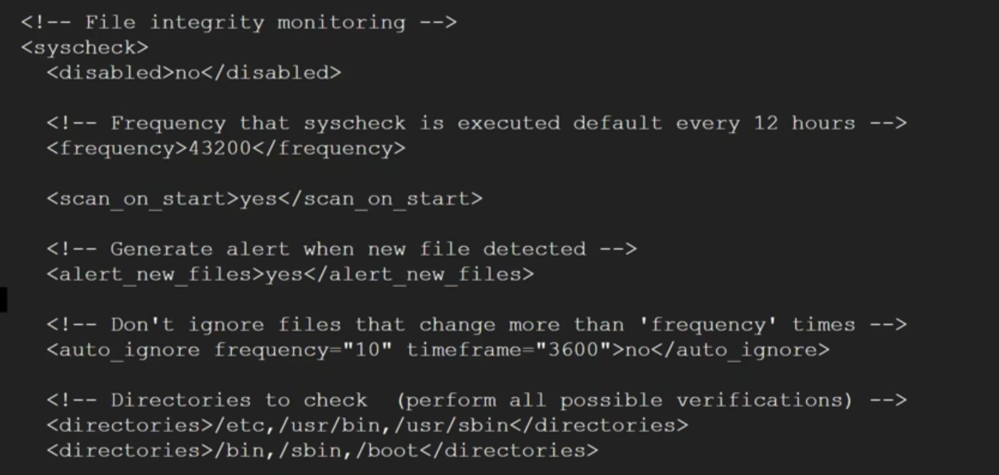 <!-- File integrity monitoring -->
<syscheck>
<disabled>no</disabled>
<!-- Frequency that syscheck is executed default every 12 hours -->
<frequency>43200</frequency>
<scan_on_start>yes</scan_on_start>
<!-- Generate alert when new file detected -->
<alert_new_files>yes</alert_new_files>
<!-- Don't ignore files that change more than 'frequency' times -->
<auto_ignore frequency="10" timeframe="3600">no</auto_ignore>
<!-- Directories to check  (perform all possible verifications) -->
<directories>/etc,/usr/bin,/usr/sbin</directories>
<directories>/bin,/sbin,/boot</directories>